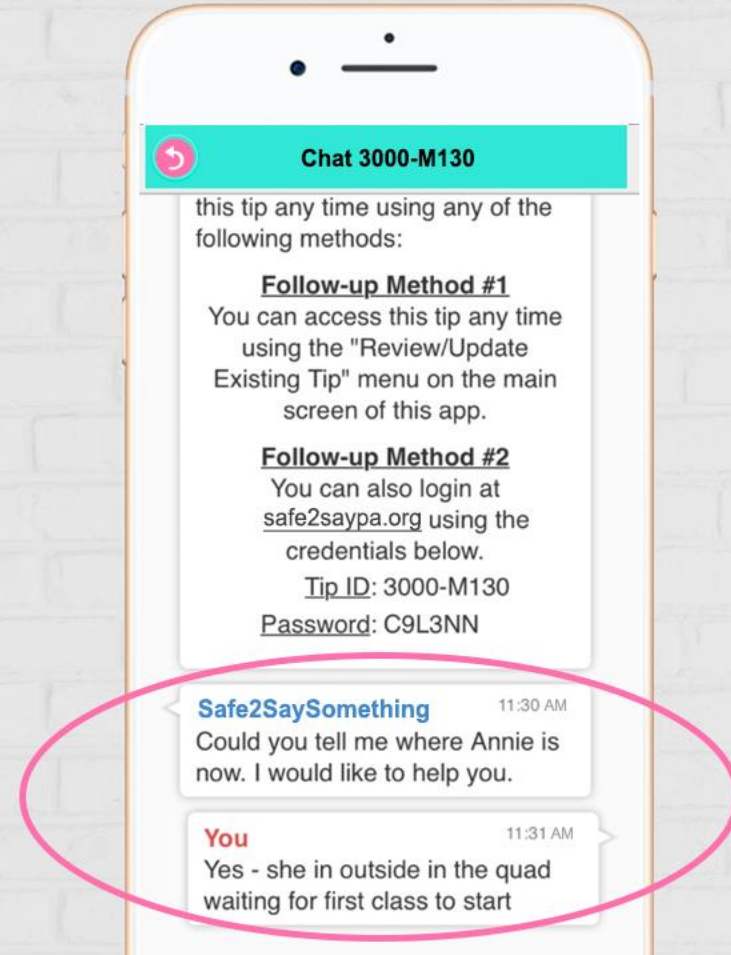 Chat 3000-M130
this tip any time using any of the
following methods:
Follow-up Method #1
You can access this tip any time
using the "Review/Update
Existing Tip" menu on the main
screen of this app.
Follow-up Method #2
You can also login at
safe2saypa.org using the
credentials below.
Tip ID: 3000-M130
Password: C9L3NN
Safe2SaySomething 11:30 AM
Could you tell me where Annie is
now. I would like to help you.
You 11:31 AM
Yes - she in outside in the quad
waiting for first class to start